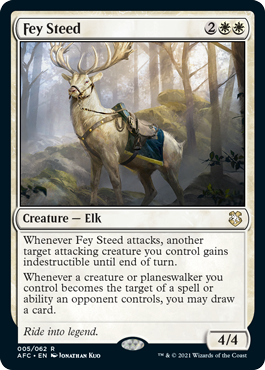 Fey Steed 2
Creature — Elk
Whenever Fey Steed attacks, another
target attacking creature you control gains
indestructible until end of turn.
Whenever a creature or planeswalker you
control becomes the target of a spell or
ability an opponent controls, you may draw
a card.
Ride into legend.
4/4
005/062 R
AFC • EN Jonathan Kuo
™ & © 2021 Wizards of the Coast